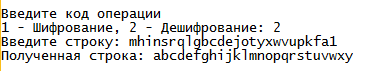 Введите код операции
1 - Шифрование, 2 - Дешифрование: 2
Введите строку: mhinsrqlgbcdejotyxwvupkfa1
Полученная строка: abcdefghijklmnopqrstuvwxy